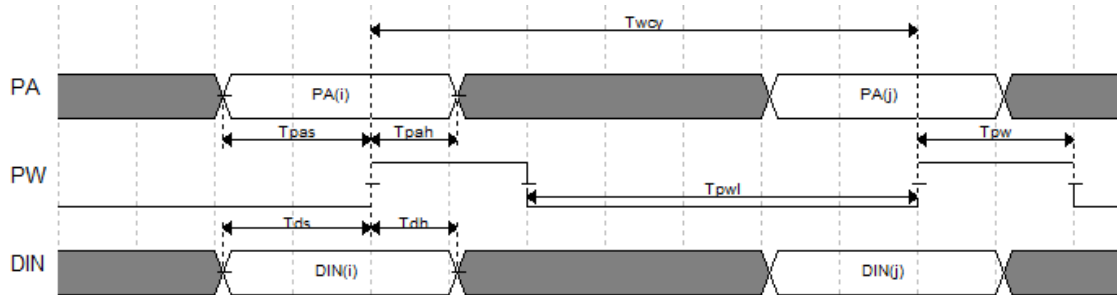 Twcy
PA PA(i) PA(j)
Tpas Tpah Tpw
PW
Tpwl
Tds Tdh
DIN DIN(i) DIN(j)